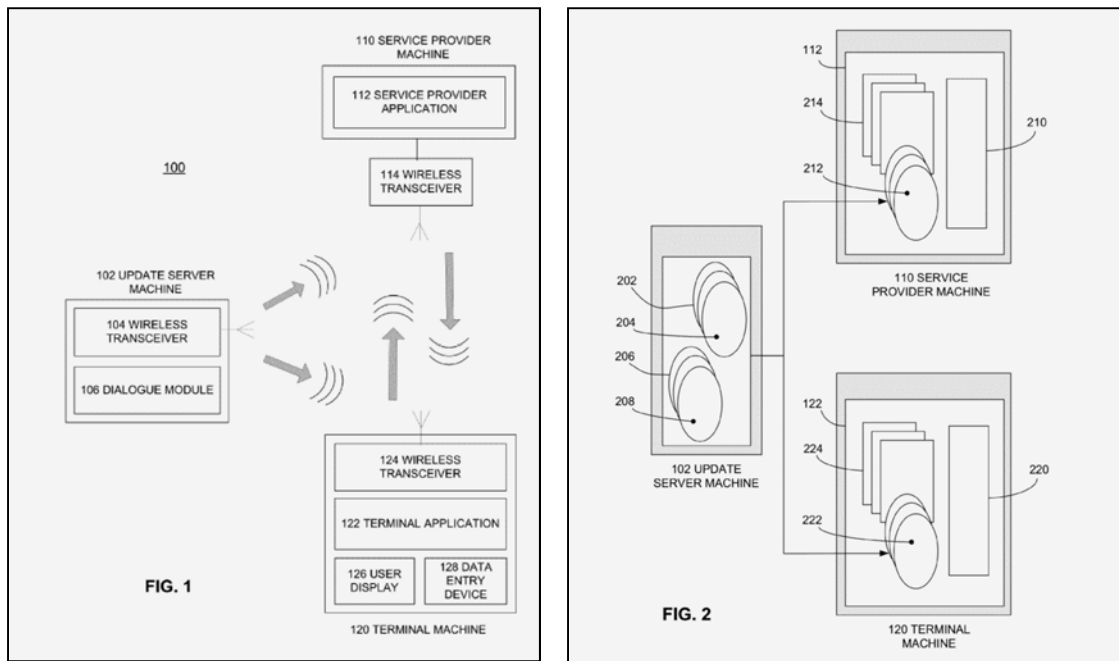 110 SERVICE PROVIDER
MACHINE
112 SERVICE PROVIDER
APPLICATION
100
114 WIRELESS
TRANSCEIVER
102 UPDATE SERVER
MACHINE
104 WIRELESS
TRANSCEIVER
106 DIALOGUE MODULE
124 WIRELESS
TRANSCEIVER
122 TERMINAL APPLICATION
126 USER
DISPLAY
128 DATA
ENTRY
DEVICE
FIG. 1
120 TERMINAL MACHINE
112
214
210
212
110 SERVICE
PROVIDER MACHINE
202
204
206
208
102 UPDATE
SERVER MACHINE
122
224
220
222
FIG. 2
120 TERMINAL
MACHINE